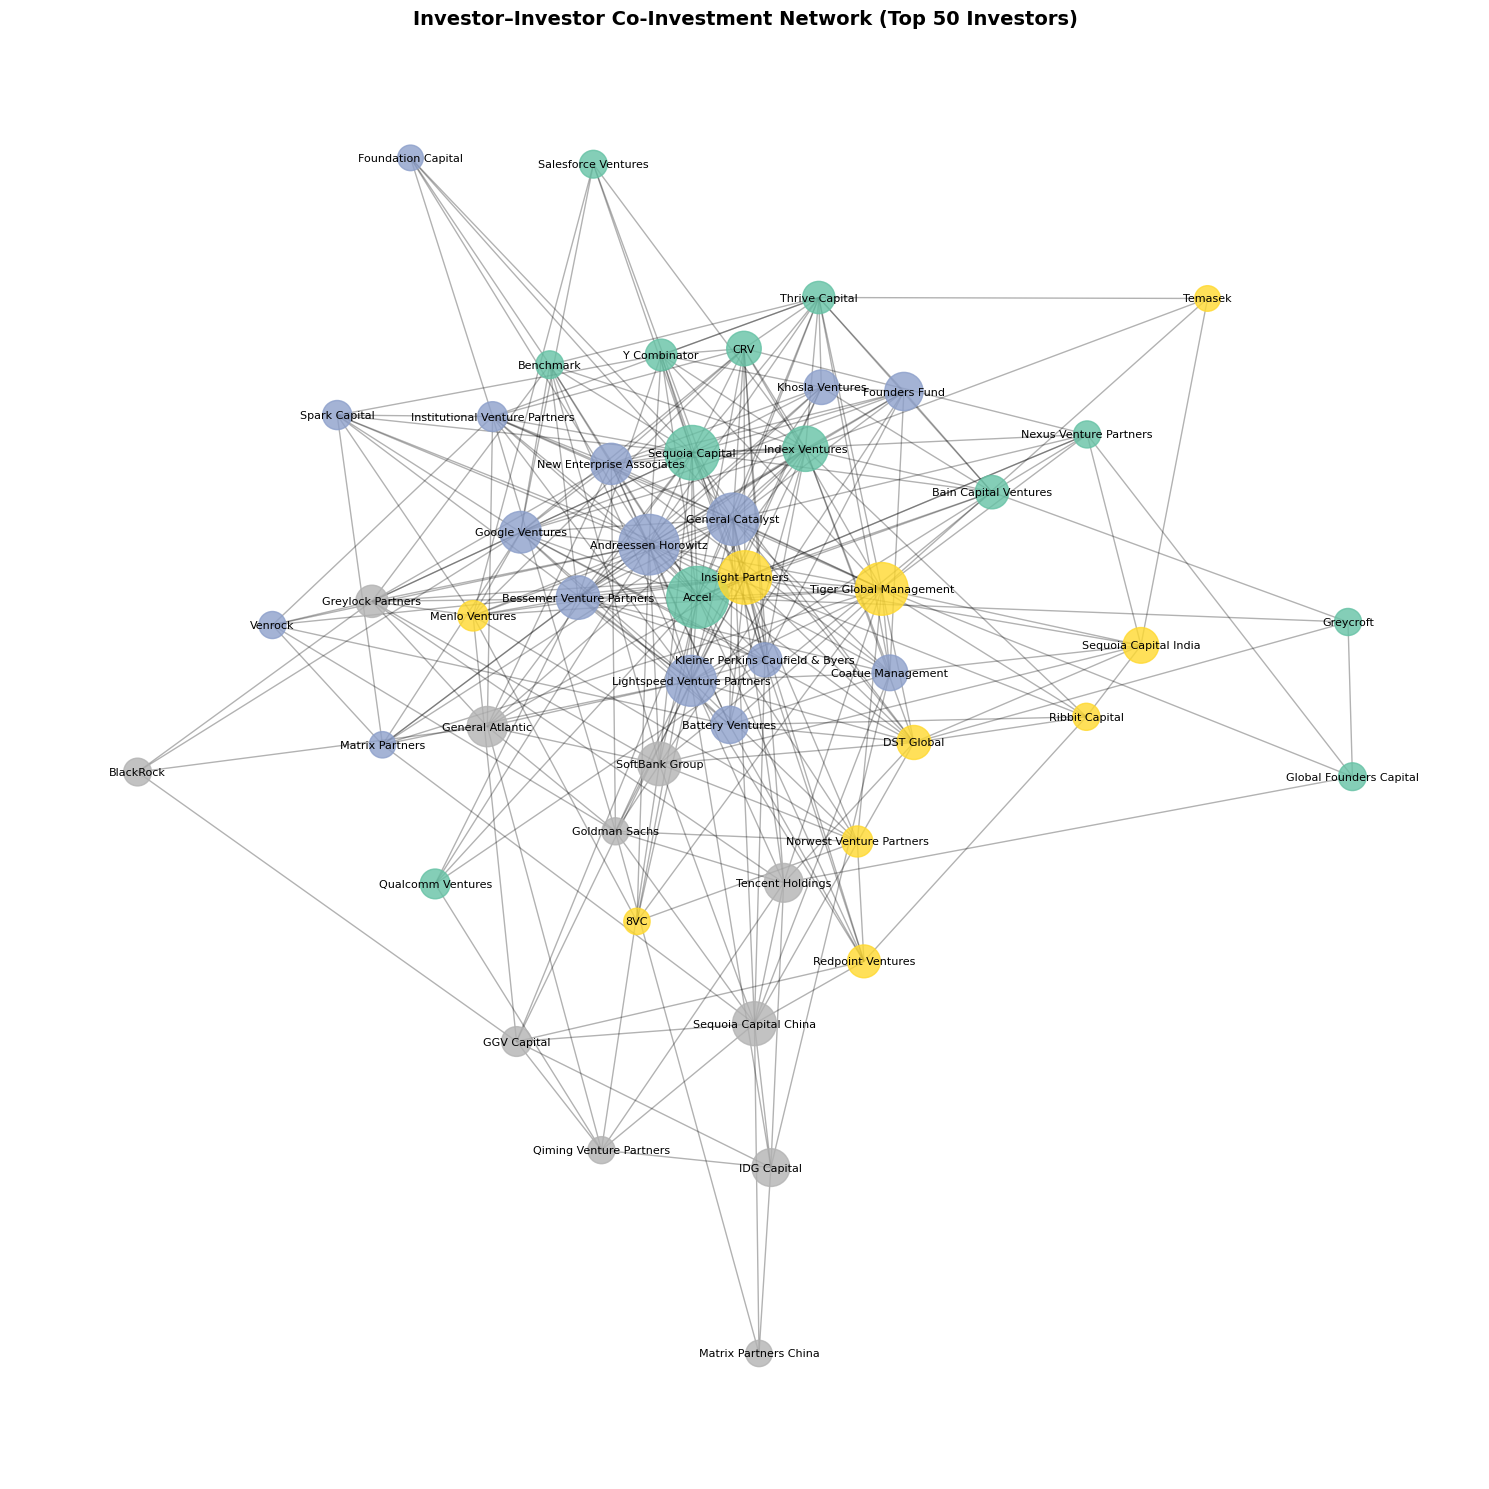 Investor–Investor Co-Investment Network (Top 50 Investors)
Foundation Capital
Salesforce Ventures
Thrive Capital
Temasek
Y Combinator
CRV
Benchmark
Khosla Ventures
Founders Fund
Spark Capital
Institutional Venture Partners
Nexus Venture Partners
Sequoia Capital
Index Ventures
New Enterprise Associates
Bain Capital Ventures
General Catalyst
Google Ventures
Andreessen Horowitz
Insight Partners
Tiger Global Management
Bessemer Venture Partners
Accel
Greylock Partners
Menlo Ventures
Venrock
Greycroft
Sequoia Capital India
Kleiner Perkins Caufield & Byers
Coatue Management
Lightspeed Venture Partners
Ribbit Capital
Battery Ventures
General Atlantic
DST Global
Matrix Partners
SoftBank Group
BlackRock
Global Founders Capital
Goldman Sachs
Norwest Venture Partners
Tencent Holdings
Qualcomm Ventures
8VC
Redpoint Ventures
Sequoia Capital China
GGV Capital
Qiming Venture Partners
IDG Capital
Matrix Partners China